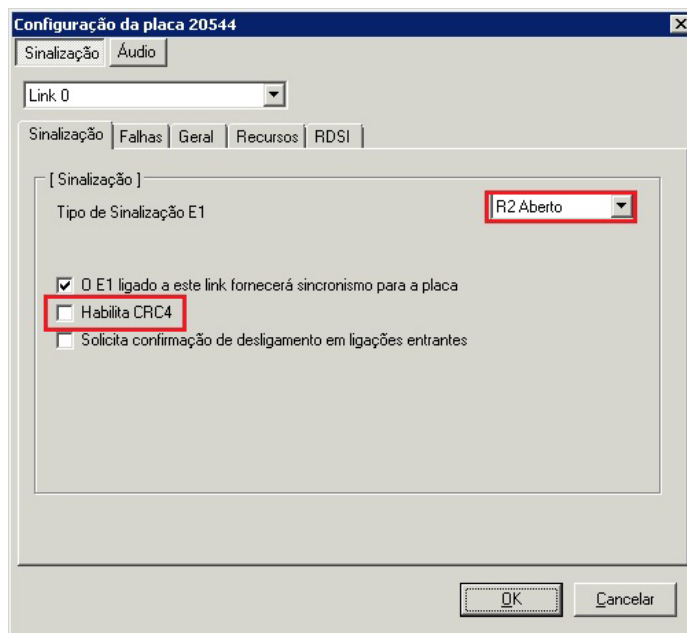 Configuração da placa 20544
Sinalização Áudio
Link 0
Sinalização Falhas Geral Recursos RDSI
[ Sinalização ]
Tipo de Sinalização E1 R2 Aberto
O E1 ligado a este link fornecerá sincronismo para a placa
Habilita CRC4
Solicita confirmação de desligamento em ligações entrantes
OK Cancelar